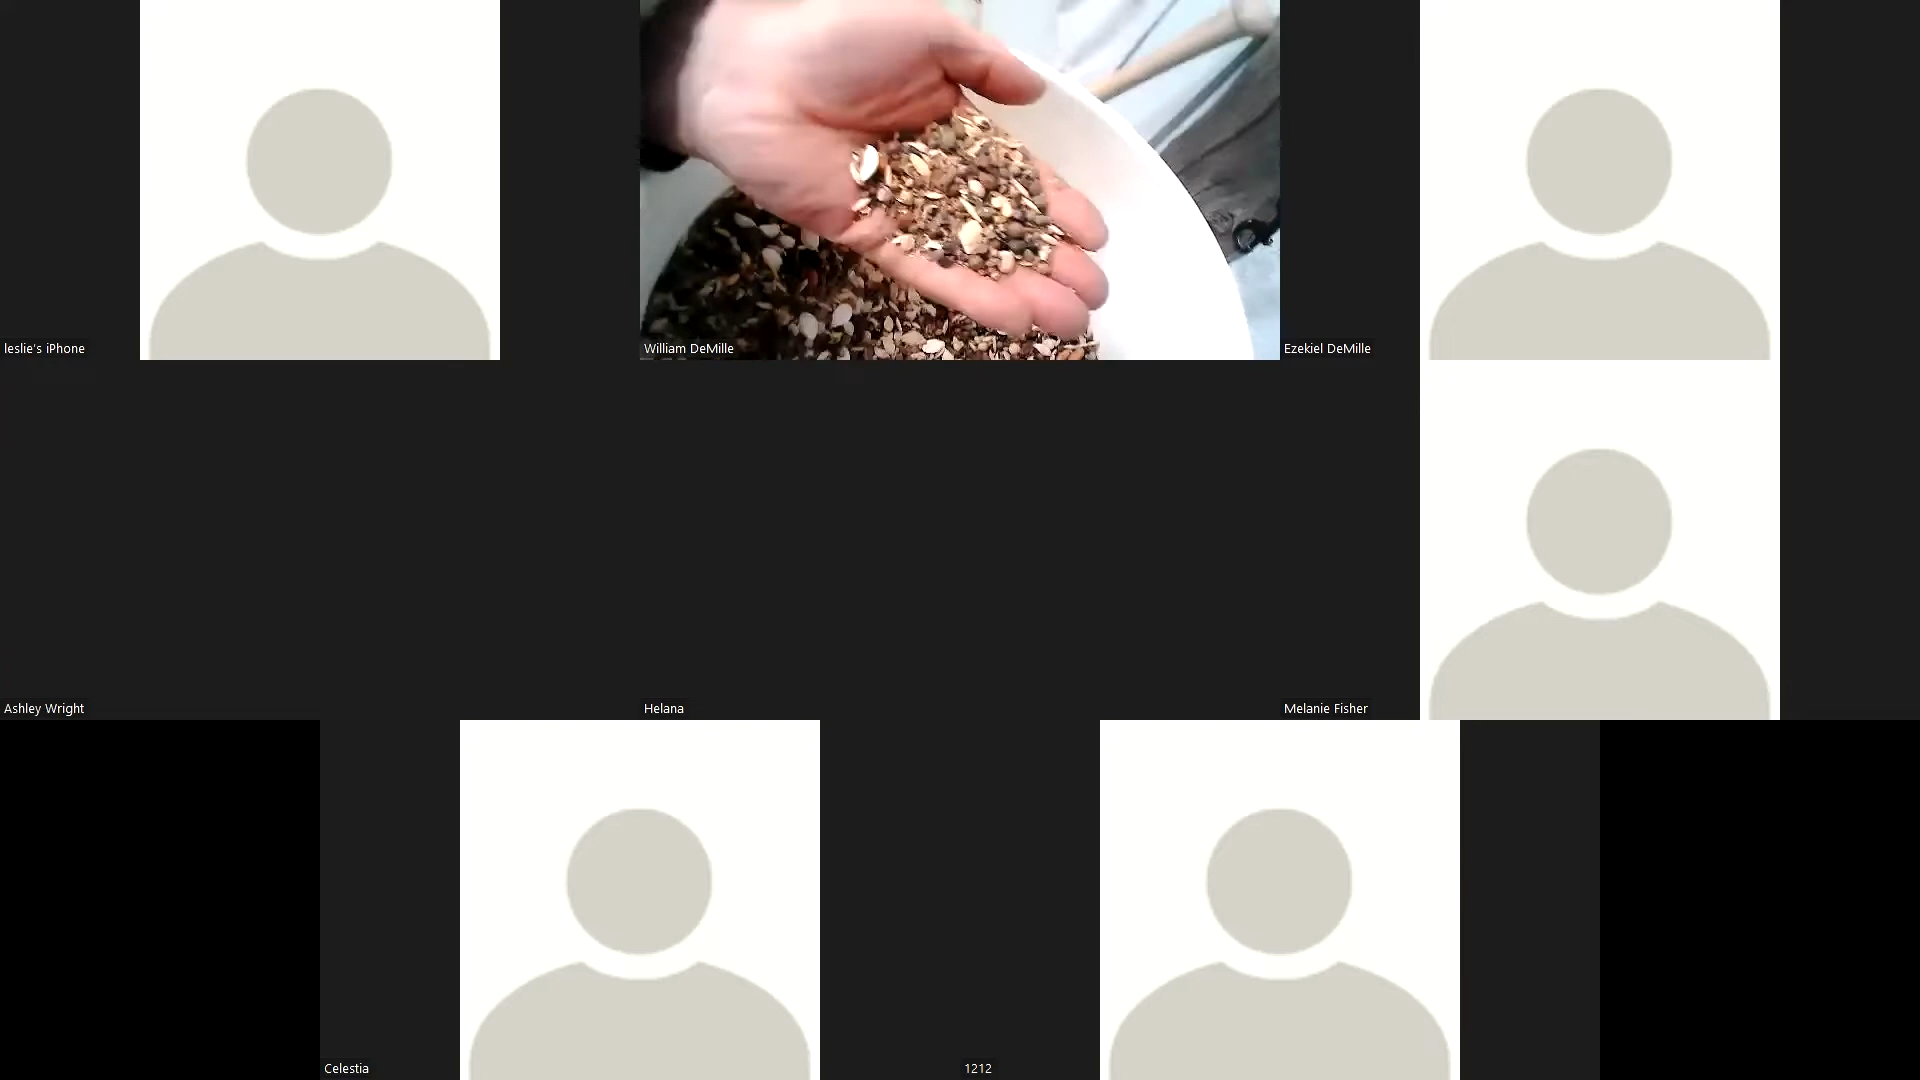 leslie's iPhone
William DeMille
Ezekiel DeMille
Ashley Wright
Helana
Melanie Fisher
Celestia
1212